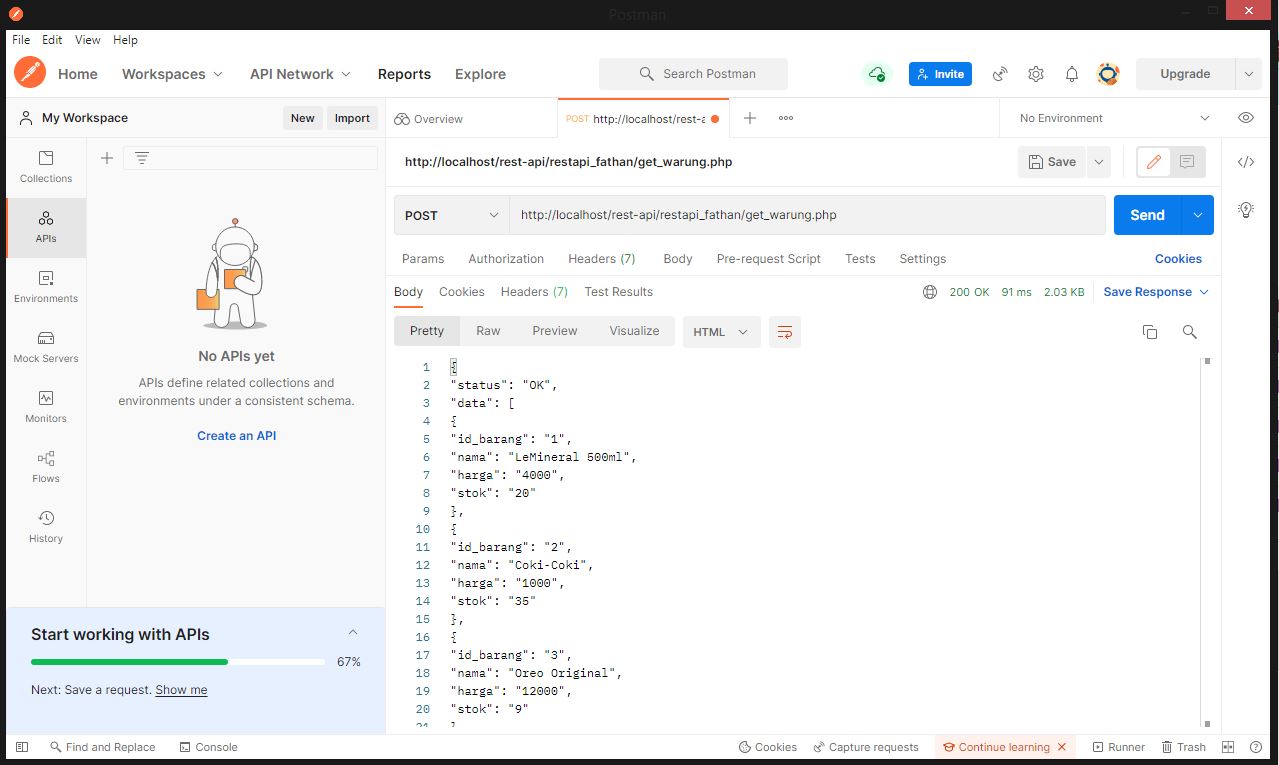 Postman
File Edit View Help
Home Workspaces API Network Reports Explore Search Postman Invite Upgrade
My Workspace New Import Overview POST http://localhost/rest-a No Environment
http://localhost/rest-api/restapi_fathan/get_warung.php Save
POST http://localhost/rest-api/restapi_fathan/get_warung.php Send
Params Authorization Headers (7) Body Pre-request Script Tests Settings Cookies
Body Cookies Headers (7) Test Results 200 OK 91 ms 2.03 KB Save Response
Pretty Raw Preview Visualize HTML
Collections
APIs
Environments
Mock Servers
Monitors
Flows
History
No APIs yet
APIs define related collections and
environments under a consistent schema.
Create an API
Start working with APIs
67%
Next: Save a request. Show me
1 {
2 "status": "OK",
3 "data": [
4 {
5 "id_barang": "1",
6 "nama": "LeMineral 500ml",
7 "harga": "4000",
8 "stok": "20"
9 },
10 {
11 "id_barang": "2",
12 "nama": "Coki-Coki",
13 "harga": "1000",
14 "stok": "35"
15 },
16 {
17 "id_barang": "3",
18 "nama": "Oreo Original",
19 "harga": "12000",
20 "stok": "9"
Find and Replace Console Cookies Capture requests Continue learning Runner Trash